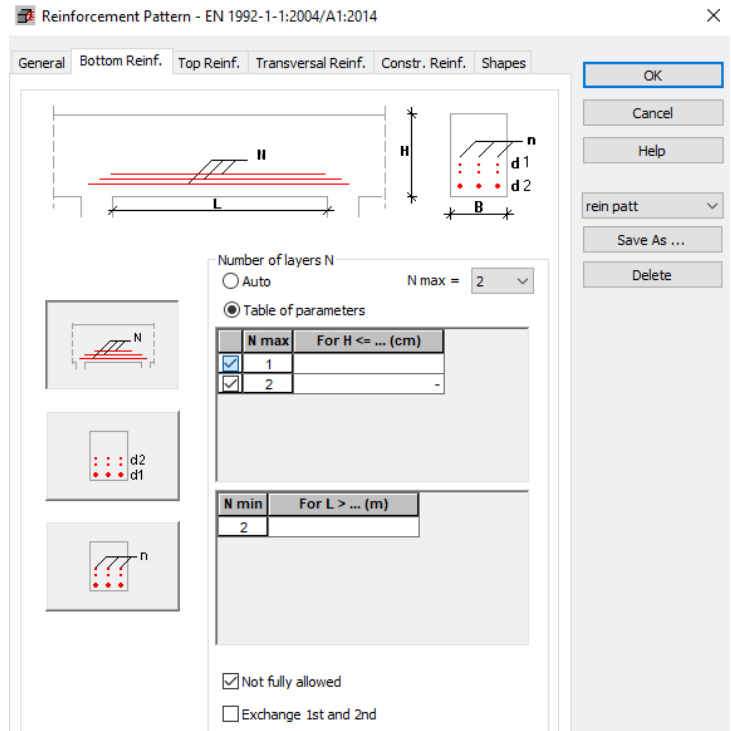 Reinforcement Pattern - EN 1992-1-1:2004/A1:2014
General Bottom Reinf. Top Reinf. Transversal Reinf. Constr. Reinf. Shapes
OK
Cancel
Help
rein patt
Save As ...
Delete
N
L
H
n
d 1
d 2
B
Number of layers N
Auto N max = 2
Table of parameters
N max For H <= ... (cm)
1
2 -
N
d2
d1
n
N min For L > ... (m)
2
Not fully allowed
Exchange 1st and 2nd